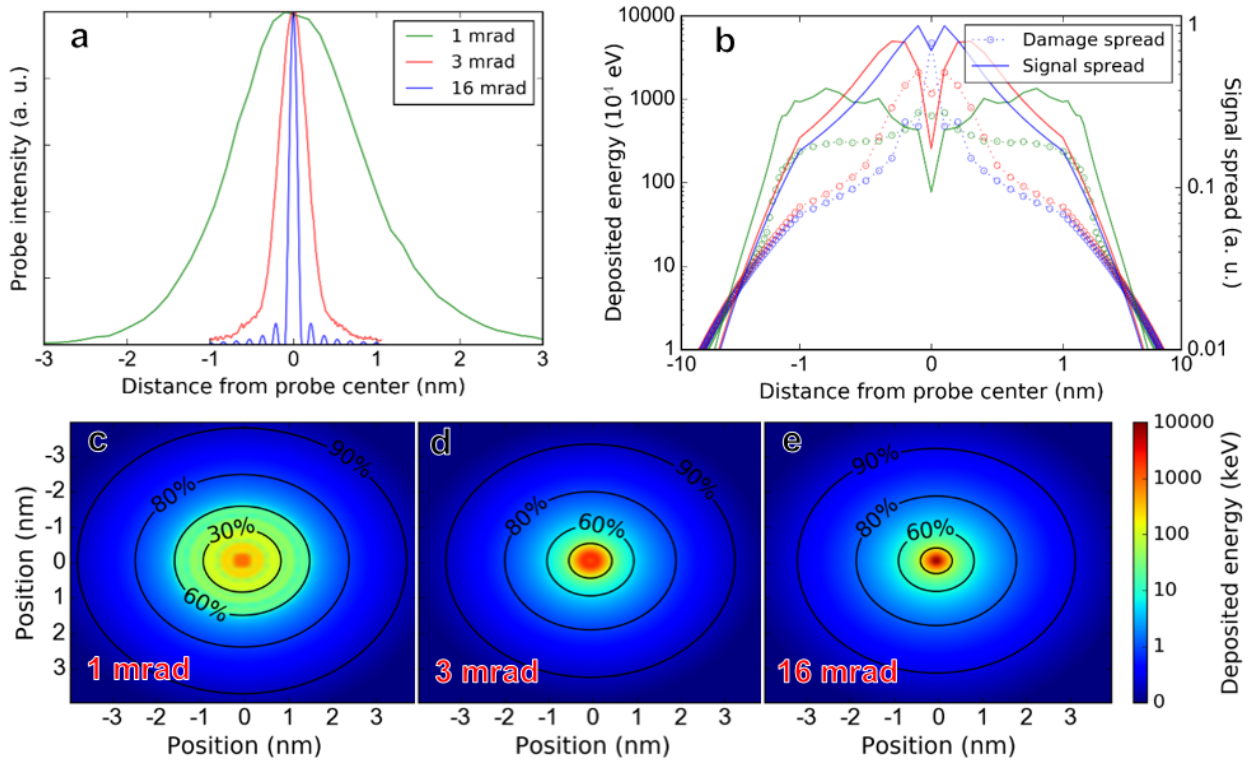 a
1 mrad
3 mrad
16 mrad
Probe intensity (a. u.)
-3 -2 -1 0 1 2 3
Distance from probe center (nm)
b
Damage spread
Signal spread
10000
1000
100
10
1
Deposited energy (10⁻¹ eV)
1
0.1
0.01
Signal spread (a. u.)
-10 -1 0 1 10
Distance from probe center (nm)
c
90%
80%
30%
60%
1 mrad
-3
-2
-1
0
1
2
3
Position (nm)
-3 -2 -1 0 1 2 3
Position (nm)
d
90%
80%
60%
3 mrad
-3 -2 -1 0 1 2 3
Position (nm)
e
90%
80%
60%
16 mrad
-3 -2 -1 0 1 2 3
Position (nm)
10000
1000
100
10
1
0
Deposited energy (keV)